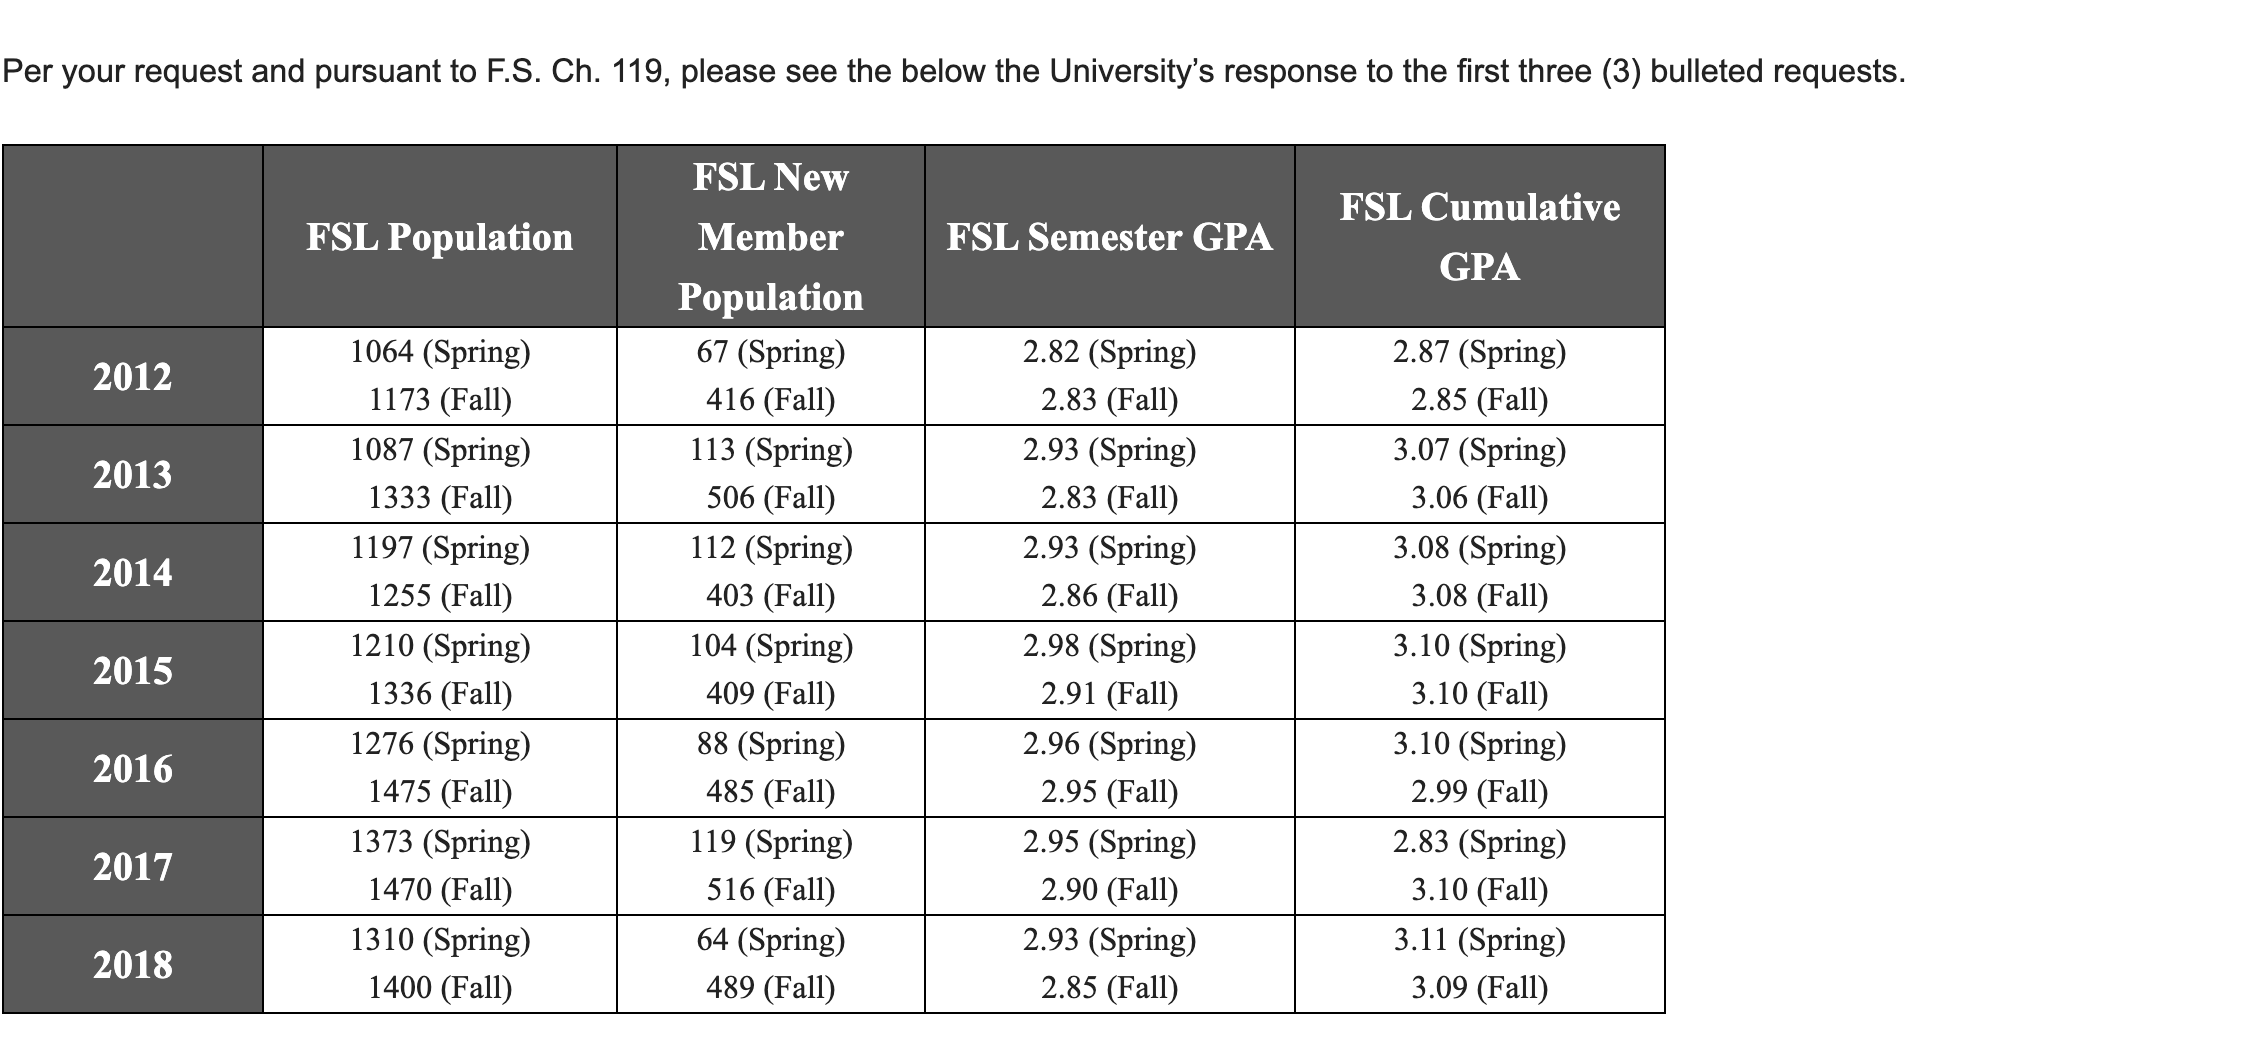 Per your request and pursuant to F.S. Ch. 119, please see the below the University's response to the first three (3) bulleted requests.
FSL Population
FSL New
Member
Population
FSL Semester GPA
FSL Cumulative
GPA
2012
1064 (Spring)
1173 (Fall)
67 (Spring)
416 (Fall)
2.82 (Spring)
2.83 (Fall)
2.87 (Spring)
2.85 (Fall)
2013
1087 (Spring)
1333 (Fall)
113 (Spring)
506 (Fall)
2.93 (Spring)
2.83 (Fall)
3.07 (Spring)
3.06 (Fall)
2014
1197 (Spring)
1255 (Fall)
112 (Spring)
403 (Fall)
2.93 (Spring)
2.86 (Fall)
3.08 (Spring)
3.08 (Fall)
2015
1210 (Spring)
1336 (Fall)
104 (Spring)
409 (Fall)
2.98 (Spring)
2.91 (Fall)
3.10 (Spring)
3.10 (Fall)
2016
1276 (Spring)
1475 (Fall)
88 (Spring)
485 (Fall)
2.96 (Spring)
2.95 (Fall)
3.10 (Spring)
2.99 (Fall)
2017
1373 (Spring)
1470 (Fall)
119 (Spring)
516 (Fall)
2.95 (Spring)
2.90 (Fall)
2.83 (Spring)
3.10 (Fall)
2018
1310 (Spring)
1400 (Fall)
64 (Spring)
489 (Fall)
2.93 (Spring)
2.85 (Fall)
3.11 (Spring)
3.09 (Fall)